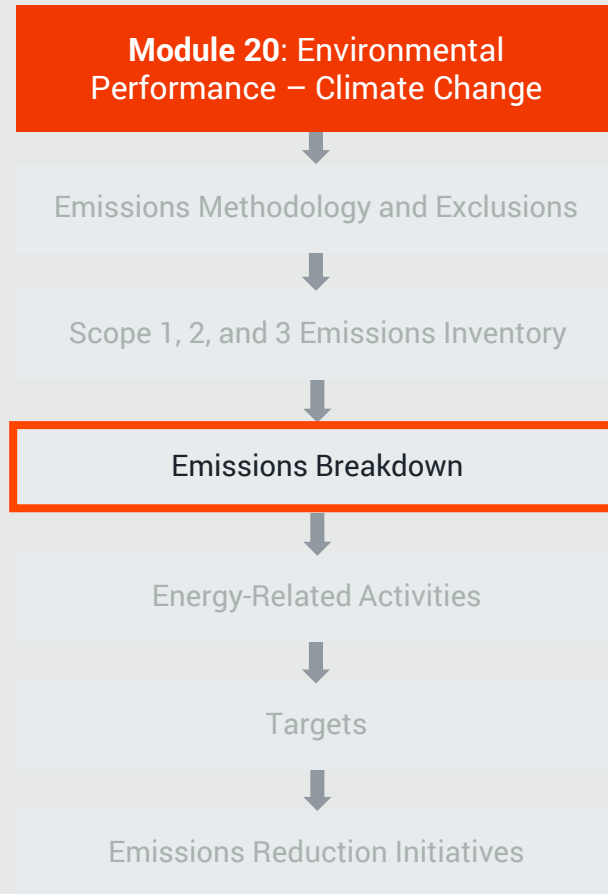 Module 20: Environmental
Performance – Climate Change
Emissions Methodology and Exclusions
Scope 1, 2, and 3 Emissions Inventory
Emissions Breakdown
Energy-Related Activities
Targets
Emissions Reduction Initiatives